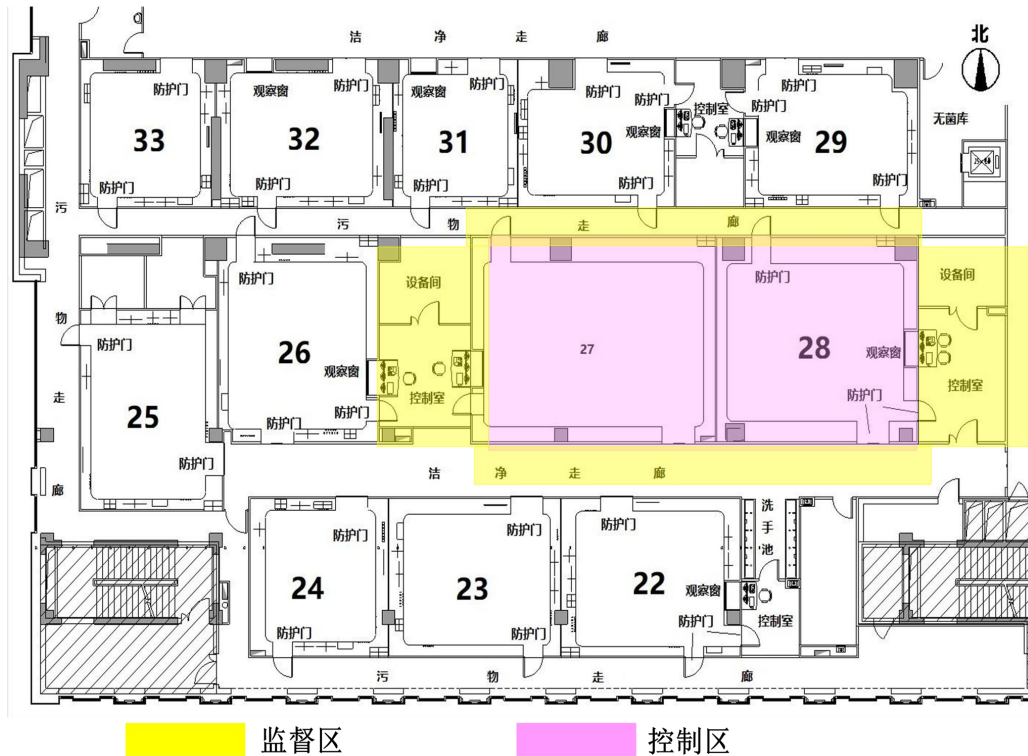 洁 净 走 廊
北
防护门
观察窗
防护门
观察窗
防护门
防护门
防护门
控制室
防护门
防护门
无菌库
33
32
31
30
观察窗
观察窗
29
防护门
防护门
防护门
防护门
污
污 物 走 廊
防护门
设备间
防护门
设备间
物
防护门
26
27
28
观察窗
观察窗
控制室
走
25
防护门
防护门
控制室
防护门
防护门
廊
洁 净 走 廊
防护门
防护门
防护门
洗
手
池
24
23
22
观察窗
防护门
防护门
防护门
控制室
污 物 走 廊
监督区
控制区